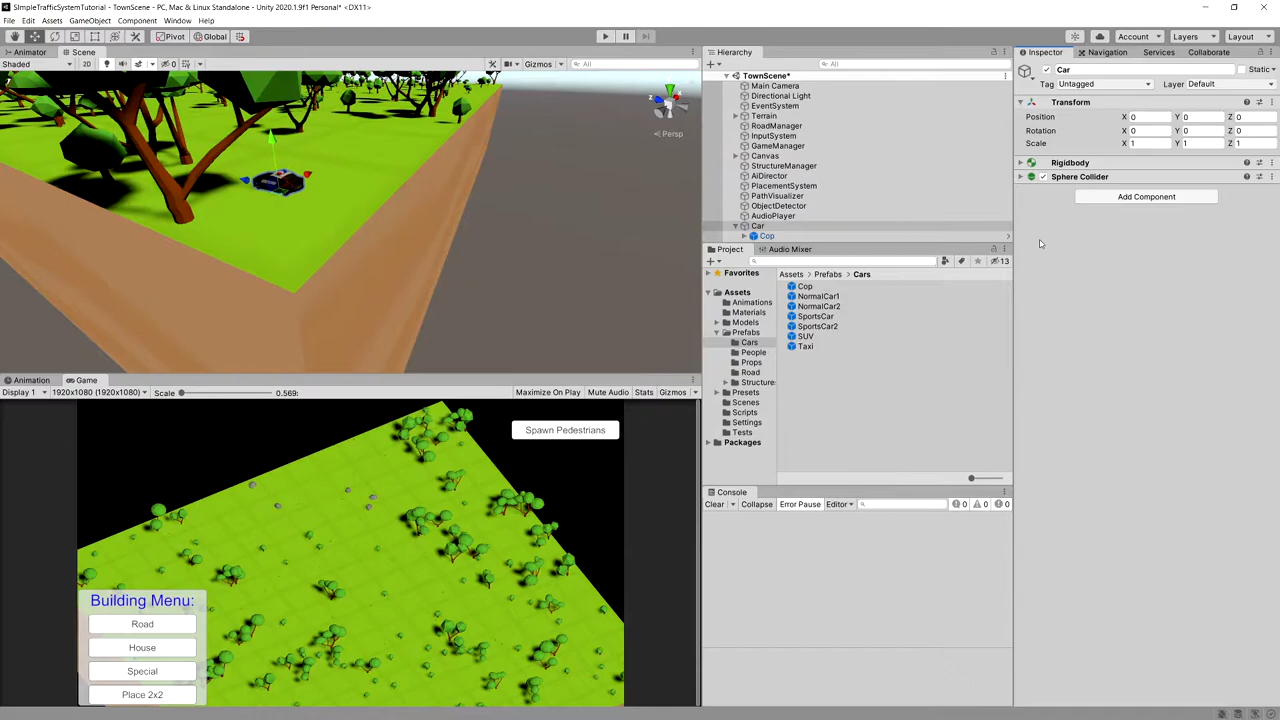 SImpleTrafficSystemTutorial - TownScene - PC, Mac & Linux Standalone - Unity 2020.1.9f1 Personal* <DX11>
File Edit Assets GameObject Component Window Help
Pivot Global Account Layers Layout
Animator Scene
Shaded 2D 0 Gizmos All
z x
Persp
Animation Game
Display 1 1920x1080 (1920x1080) Scale 0.569: Maximize On Play Mute Audio Stats Gizmos
Spawn Pedestrians
Building Menu:
Road
House
Special
Place 2x2
Hierarchy
All
TownScene*
Main Camera
Directional Light
EventSystem
Terrain
RoadManager
InputSystem
GameManager
Canvas
StructureManager
AiDirector
PlacementSystem
PathVisualizer
ObjectDetector
AudioPlayer
Car
Cop
Project Audio Mixer
13
Favorites
Assets
Animations
Materials
Models
Prefabs
Cars
People
Props
Road
Structures
Presets
Scenes
Scripts
Settings
Tests
Packages
Assets Prefabs Cars
Cop
NormalCar1
NormalCar2
SportsCar
SportsCar2
SUV
Taxi
Console
Clear Collapse Error Pause Editor 0 0 0
Inspector Navigation Services Collaborate
Car Static
Tag Untagged Layer Default
Transform
Position X 0 Y 0 Z 0
Rotation X 0 Y 0 Z 0
Scale X 1 Y 1 Z 1
Rigidbody
Sphere Collider
Add Component